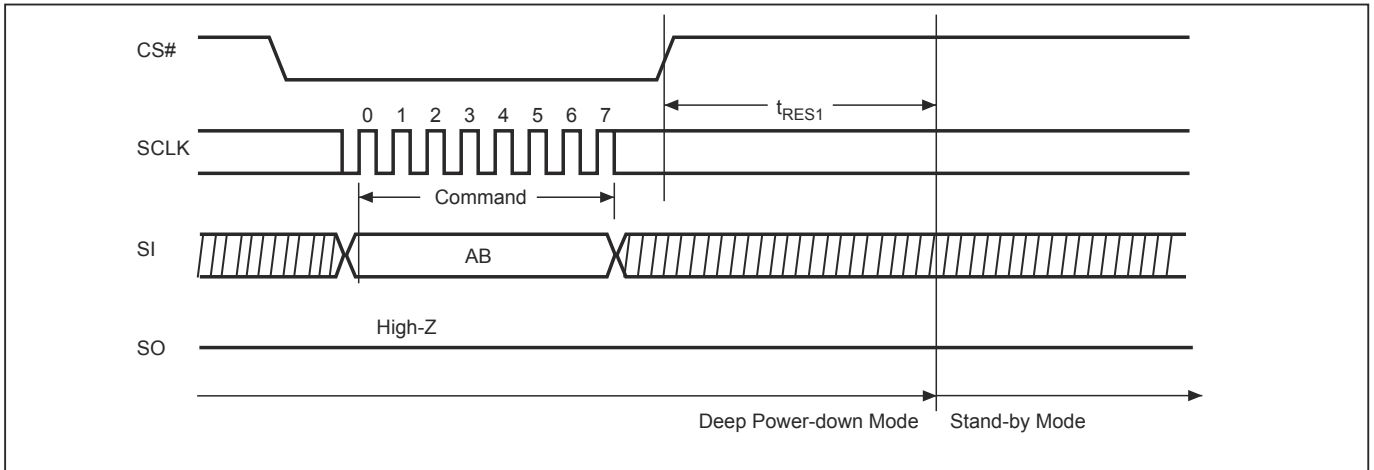 CS#
tRES1
0 1 2 3 4 5 6 7
SCLK
Command
SI
AB
High-Z
SO
Deep Power-down Mode
Stand-by Mode